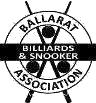 BALLARAT
BILLIARDS
& SNOOKER
ASSOCIATION